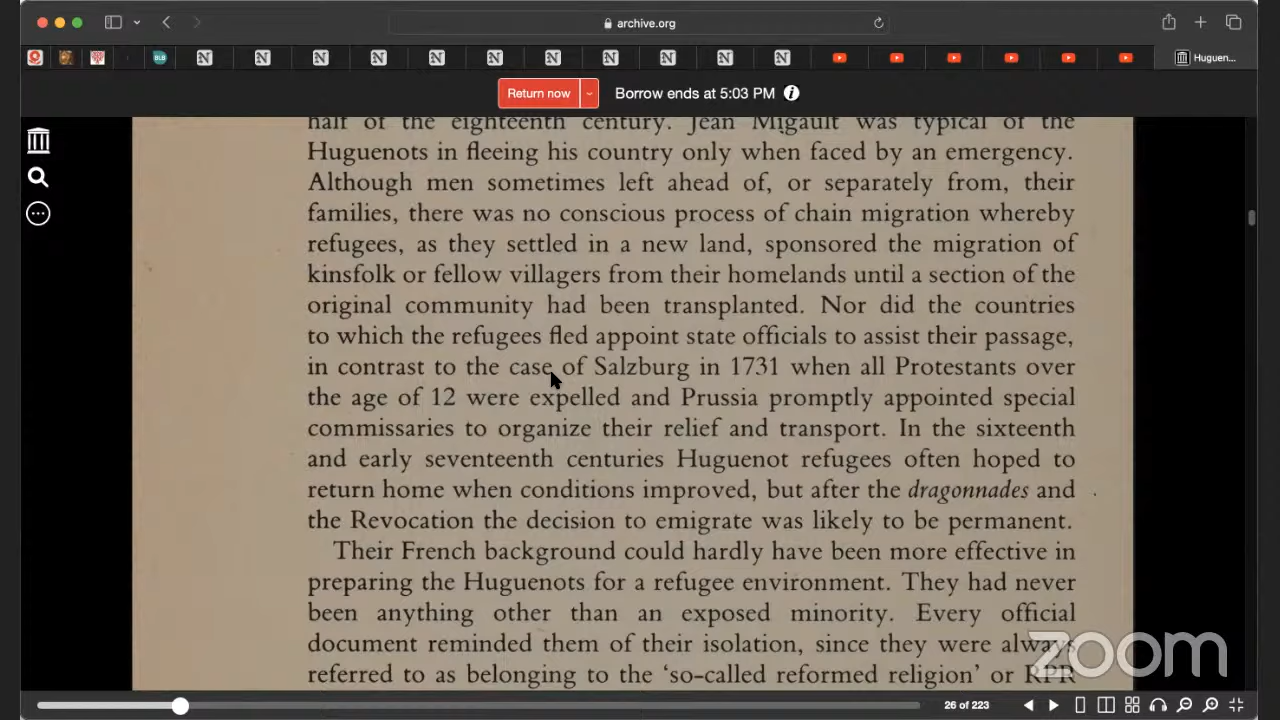 archive.org
BLB
N
N
N
N
N
N
N
N
N
N
N
Huguen...
Return now
Borrow ends at 5:03 PM
half of the eighteenth century. Jean Migault was typical of the
Huguenots in fleeing his country only when faced by an emergency.
Although men sometimes left ahead of, or separately from, their
families, there was no conscious process of chain migration whereby
refugees, as they settled in a new land, sponsored the migration of
kinsfolk or fellow villagers from their homelands until a section of the
original community had been transplanted. Nor did the countries
to which the refugees fled appoint state officials to assist their passage,
in contrast to the case of Salzburg in 1731 when all Protestants over
the age of 12 were expelled and Prussia promptly appointed special
commissaries to organize their relief and transport. In the sixteenth
and early seventeenth centuries Huguenot refugees often hoped to
return home when conditions improved, but after the dragonnades and
the Revocation the decision to emigrate was likely to be permanent.
Their French background could hardly have been more effective in
preparing the Huguenots for a refugee environment. They had never
been anything other than an exposed minority. Every official
document reminded them of their isolation, since they were always
referred to as belonging to the 'so-called reformed religion' or RPR
zoom
26 of 223